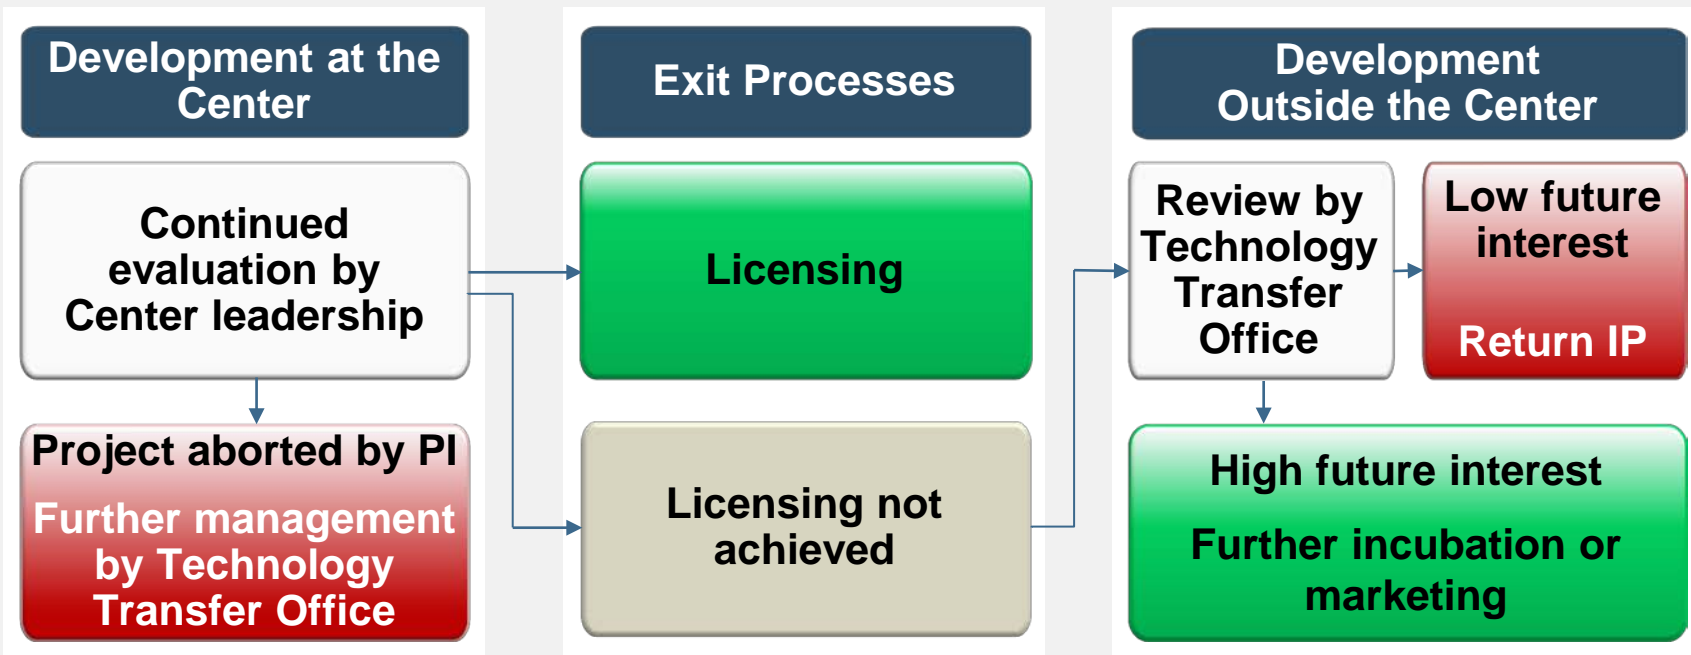 Development at the
Center
Continued
evaluation by
Center leadership
Project aborted by PI
Further management
by Technology
Transfer Office
Exit Processes
Licensing
Licensing not
achieved
Development
Outside the Center
Review by
Technology
Transfer
Office
Low future
interest
Return IP
High future interest
Further incubation or
marketing